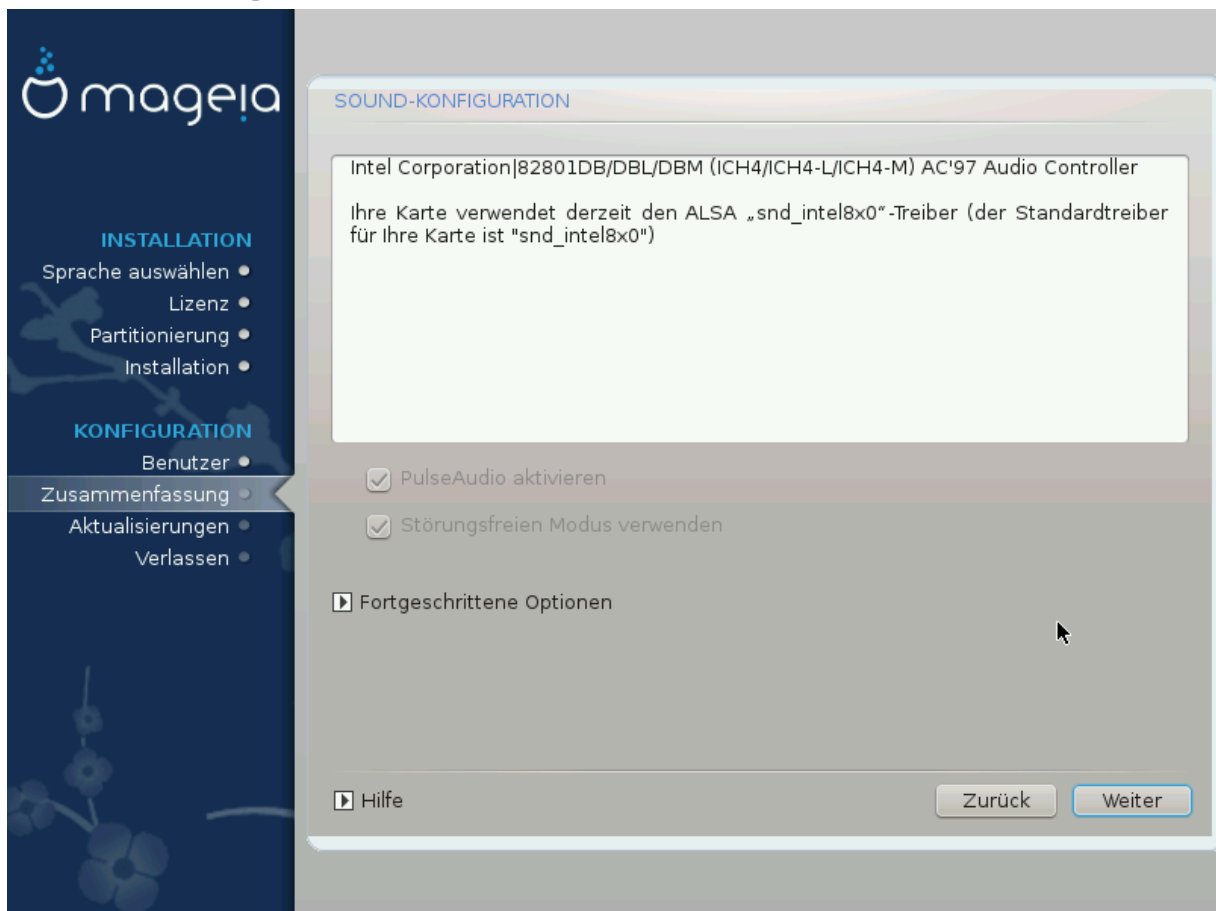 mageia
INSTALLATION
Sprache auswählen
Lizenz
Partitionierung
Installation
KONFIGURATION
Benutzer
Zusammenfassung
Aktualisierungen
Verlassen
SOUND-KONFIGURATION
Intel Corporation|82801DB/DBL/DBM (ICH4/ICH4-L/ICH4-M) AC'97 Audio Controller
Ihre Karte verwendet derzeit den ALSA „snd_intel8x0“-Treiber (der Standardtreiber
für Ihre Karte ist "snd_intel8x0")
PulseAudio aktivieren
Störungsfreien Modus verwenden
Fortgeschrittene Optionen
Hilfe
Zurück
Weiter